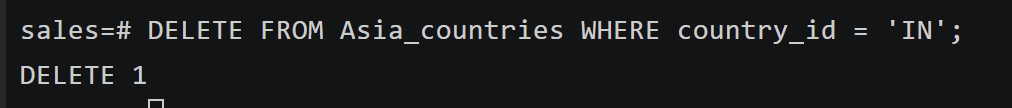 sales=# DELETE FROM Asia_countries WHERE country_id = 'IN';
DELETE 1